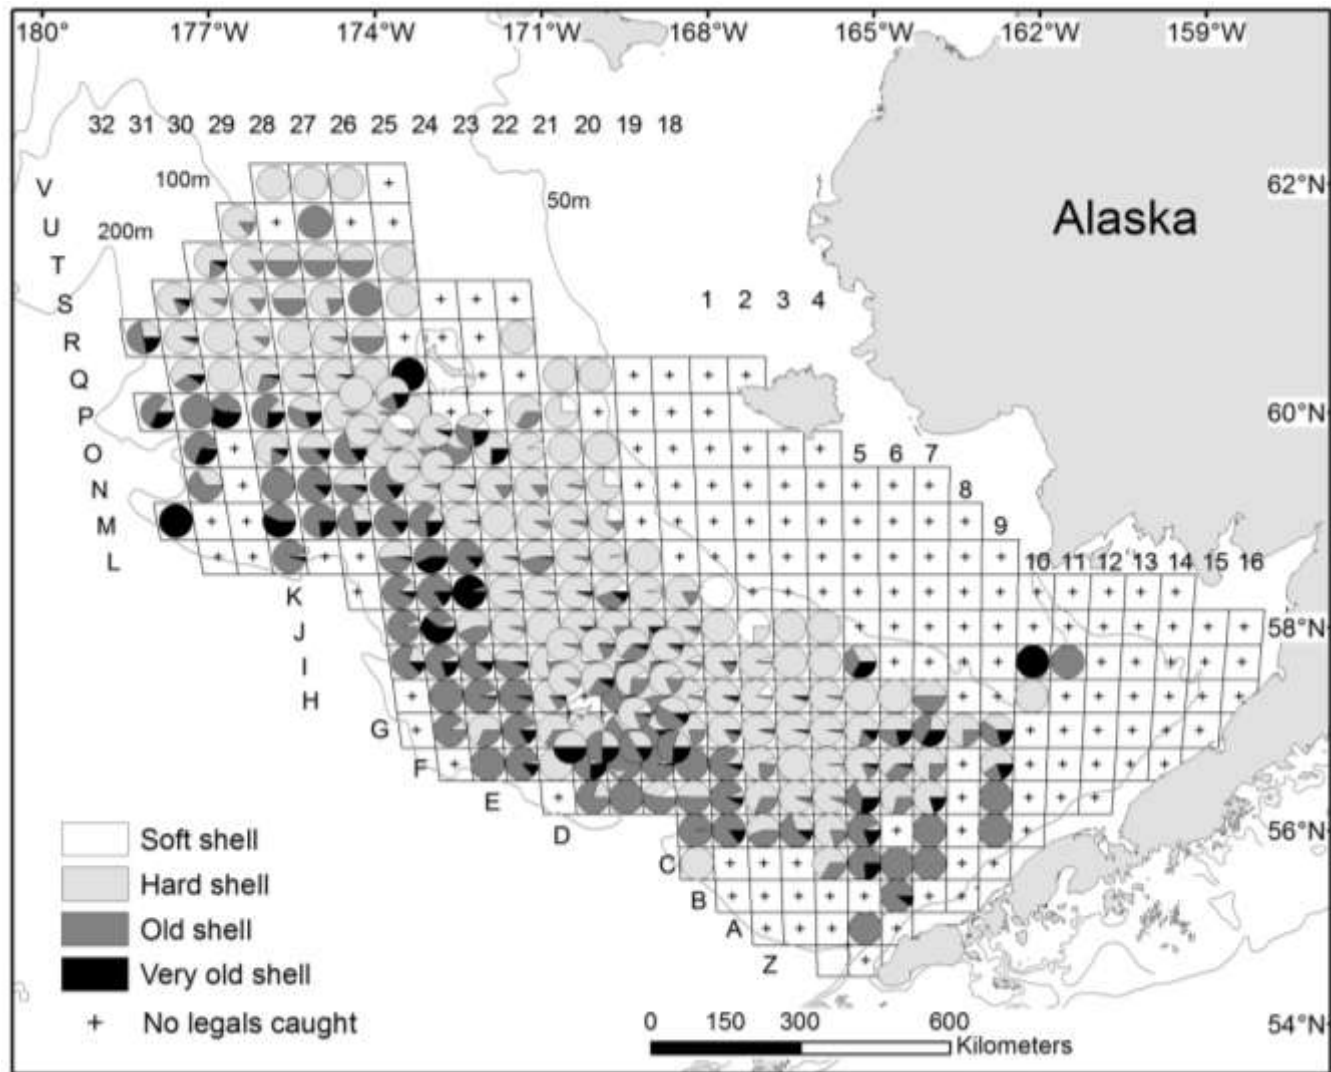 180° 177°W 174°W 171°W 168°W 165°W 162°W 159°W
32 31 30 29 28 27 26 25 24 23 22 21 20 19 18
V 100m 62°N
50m
U Alaska
200m
T
S 1 2 3 4
R
Q
P 60°N
O 5 6 7
N 8
M 9
L 10 11 12 13 14 15 16
K
J 58°N
I
H
G
F
E
D 56°N
Soft shell
C
Hard shell
B
Old shell A
Very old shell Z
+ No legals caught 0 150 300 600 54°N
Kilometers